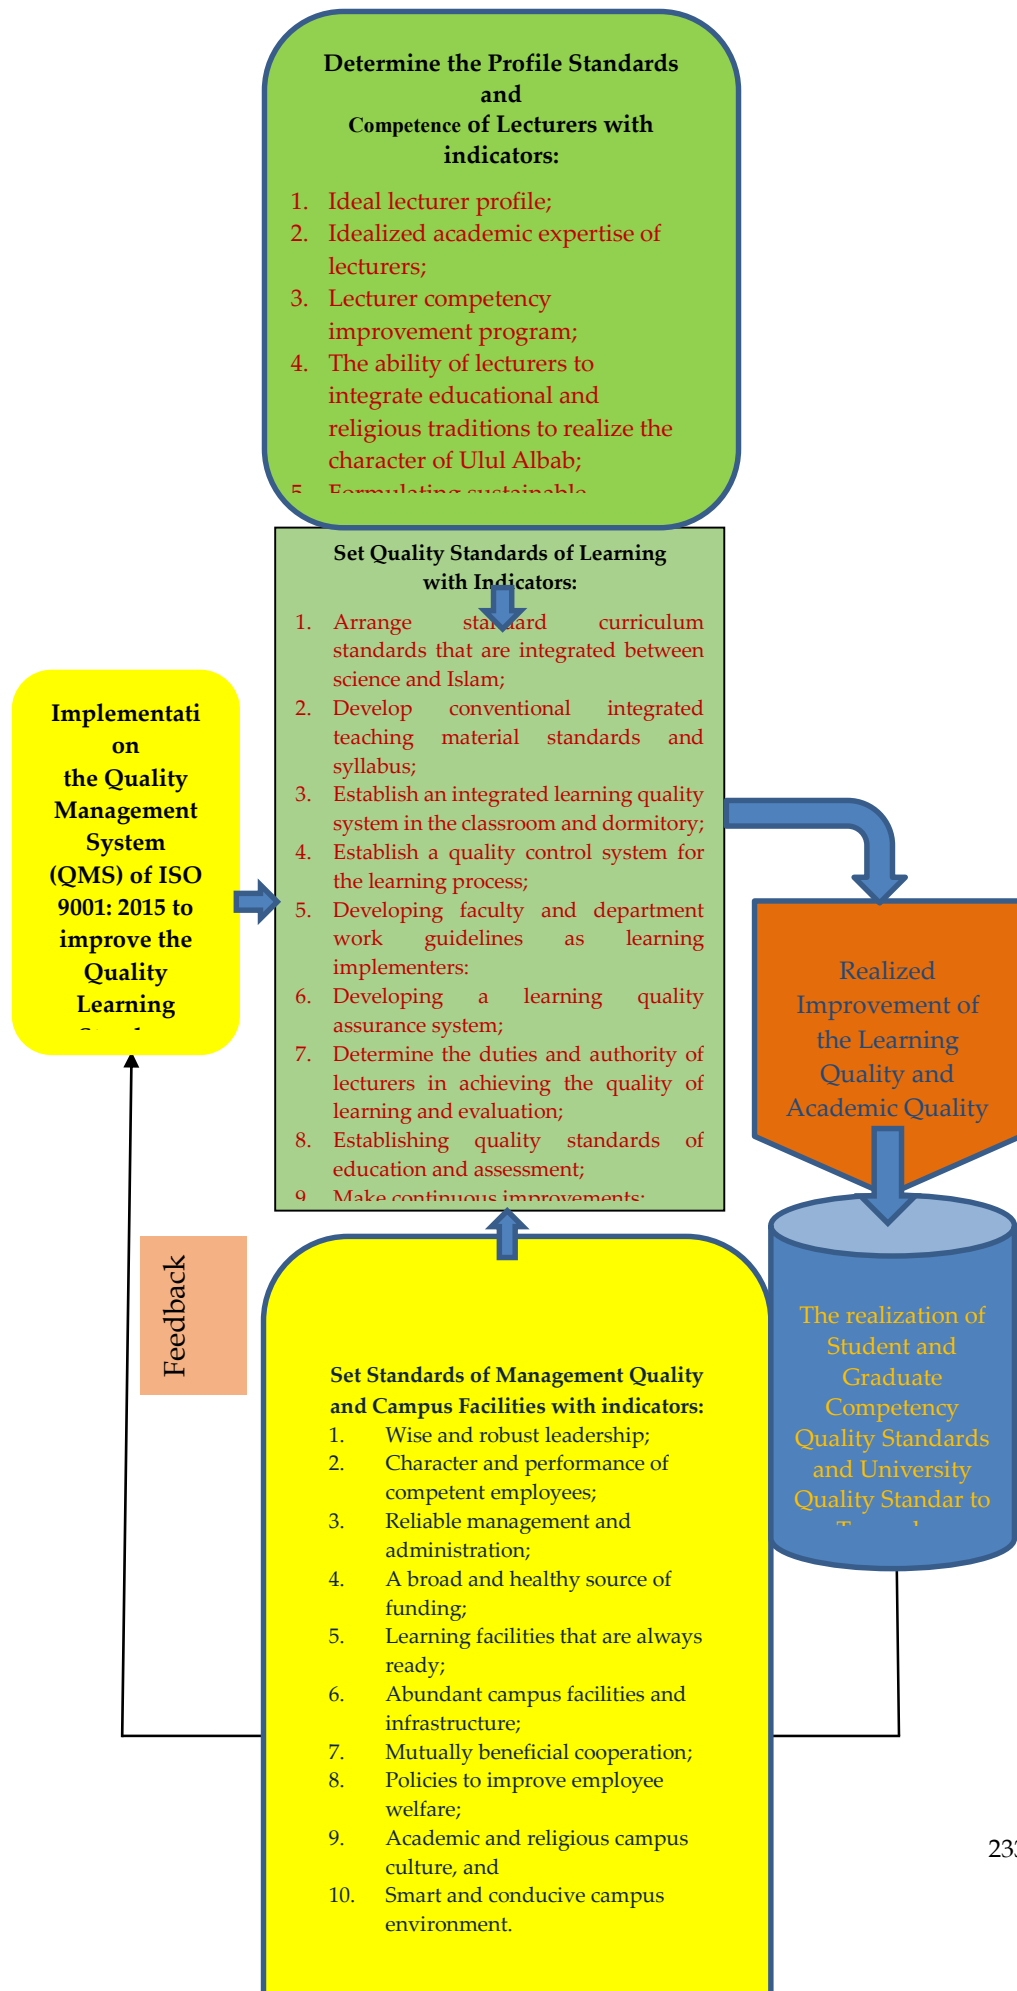 Determine the Profile Standards
and
Competence of Lecturers with
indicators:
1. Ideal lecturer profile;
2. Idealized academic expertise of
lecturers;
3. Lecturer competency
improvement program;
4. The ability of lecturers to
integrate educational and
religious traditions to realize the
character of Ulul Albab;
5. Formulating sustainable
Set Quality Standards of Learning
with Indicators:
1. Arrange standard curriculum
standards that are integrated between
science and Islam;
2. Develop conventional integrated
teaching material standards and
syllabus;
3. Establish an integrated learning quality
system in the classroom and dormitory;
4. Establish a quality control system for
the learning process;
5. Developing faculty and department
work guidelines as learning
implementers:
6. Developing a learning quality
assurance system;
7. Determine the duties and authority of
lecturers in achieving the quality of
learning and evaluation;
8. Establishing quality standards of
education and assessment;
9. Make continuous improvements;
Implementati
on
the Quality
Management
System
(QMS) of ISO
9001: 2015 to
improve the
Quality
Learning
Realized
Improvement of
the Learning
Quality and
Academic Quality
Feedback
The realization of
Student and
Graduate
Competency
Quality Standards
and University
Quality Standar to
Set Standards of Management Quality
and Campus Facilities with indicators:
1. Wise and robust leadership;
2. Character and performance of
competent employees;
3. Reliable management and
administration;
4. A broad and healthy source of
funding;
5. Learning facilities that are always
ready;
6. Abundant campus facilities and
infrastructure;
7. Mutually beneficial cooperation;
8. Policies to improve employee
welfare;
9. Academic and religious campus
culture, and
10. Smart and conducive campus
environment.
233